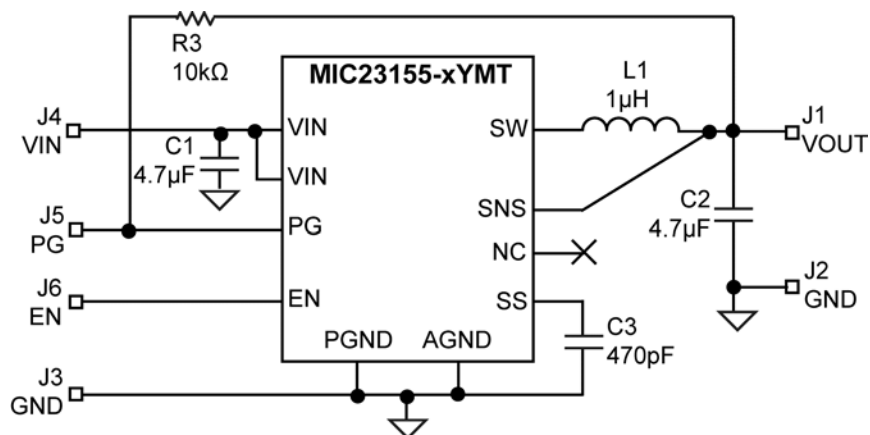 R3
10kΩ
MIC23155-xYMT
L1
1µH
J4
VIN
C1
4.7µF
VIN
VIN
SW
J1
VOUT
J5
PG
PG
SNS
C2
4.7µF
NC
J6
EN
EN
SS
J2
GND
PGND
AGND
C3
470pF
J3
GND